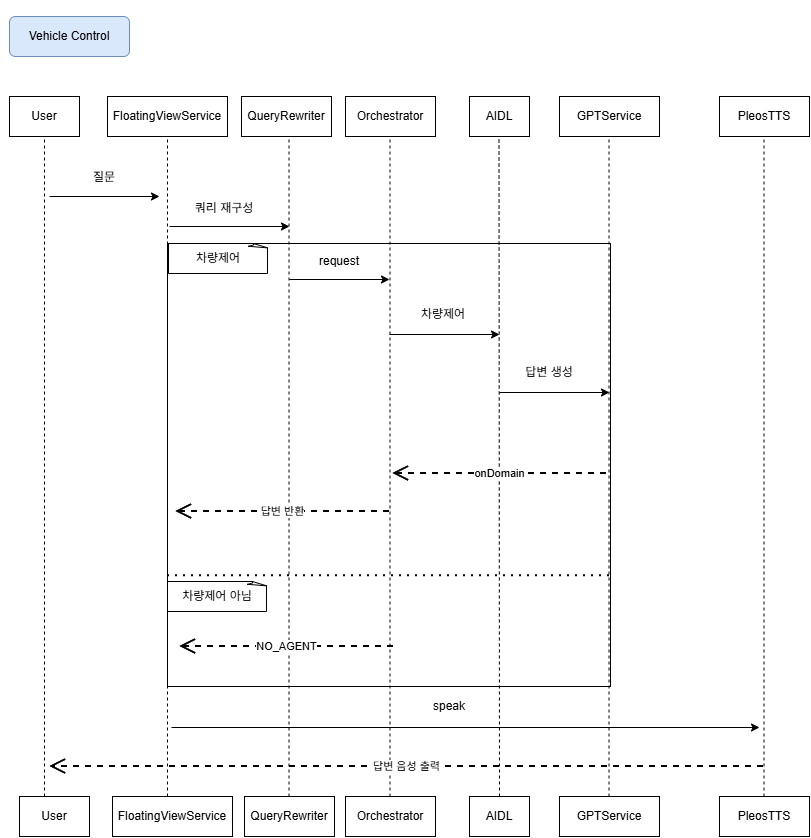 Vehicle Control
User
FloatingViewService
QueryRewriter
Orchestrator
AIDL
GPTService
PleosTTS
질문
쿼리 재구성
차량제어
request
차량제어
답변 생성
onDomain
답변 반환
차량제어 아님
NO_AGENT
speak
답변 음성 출력
User
FloatingViewService
QueryRewriter
Orchestrator
AIDL
GPTService
PleosTTS